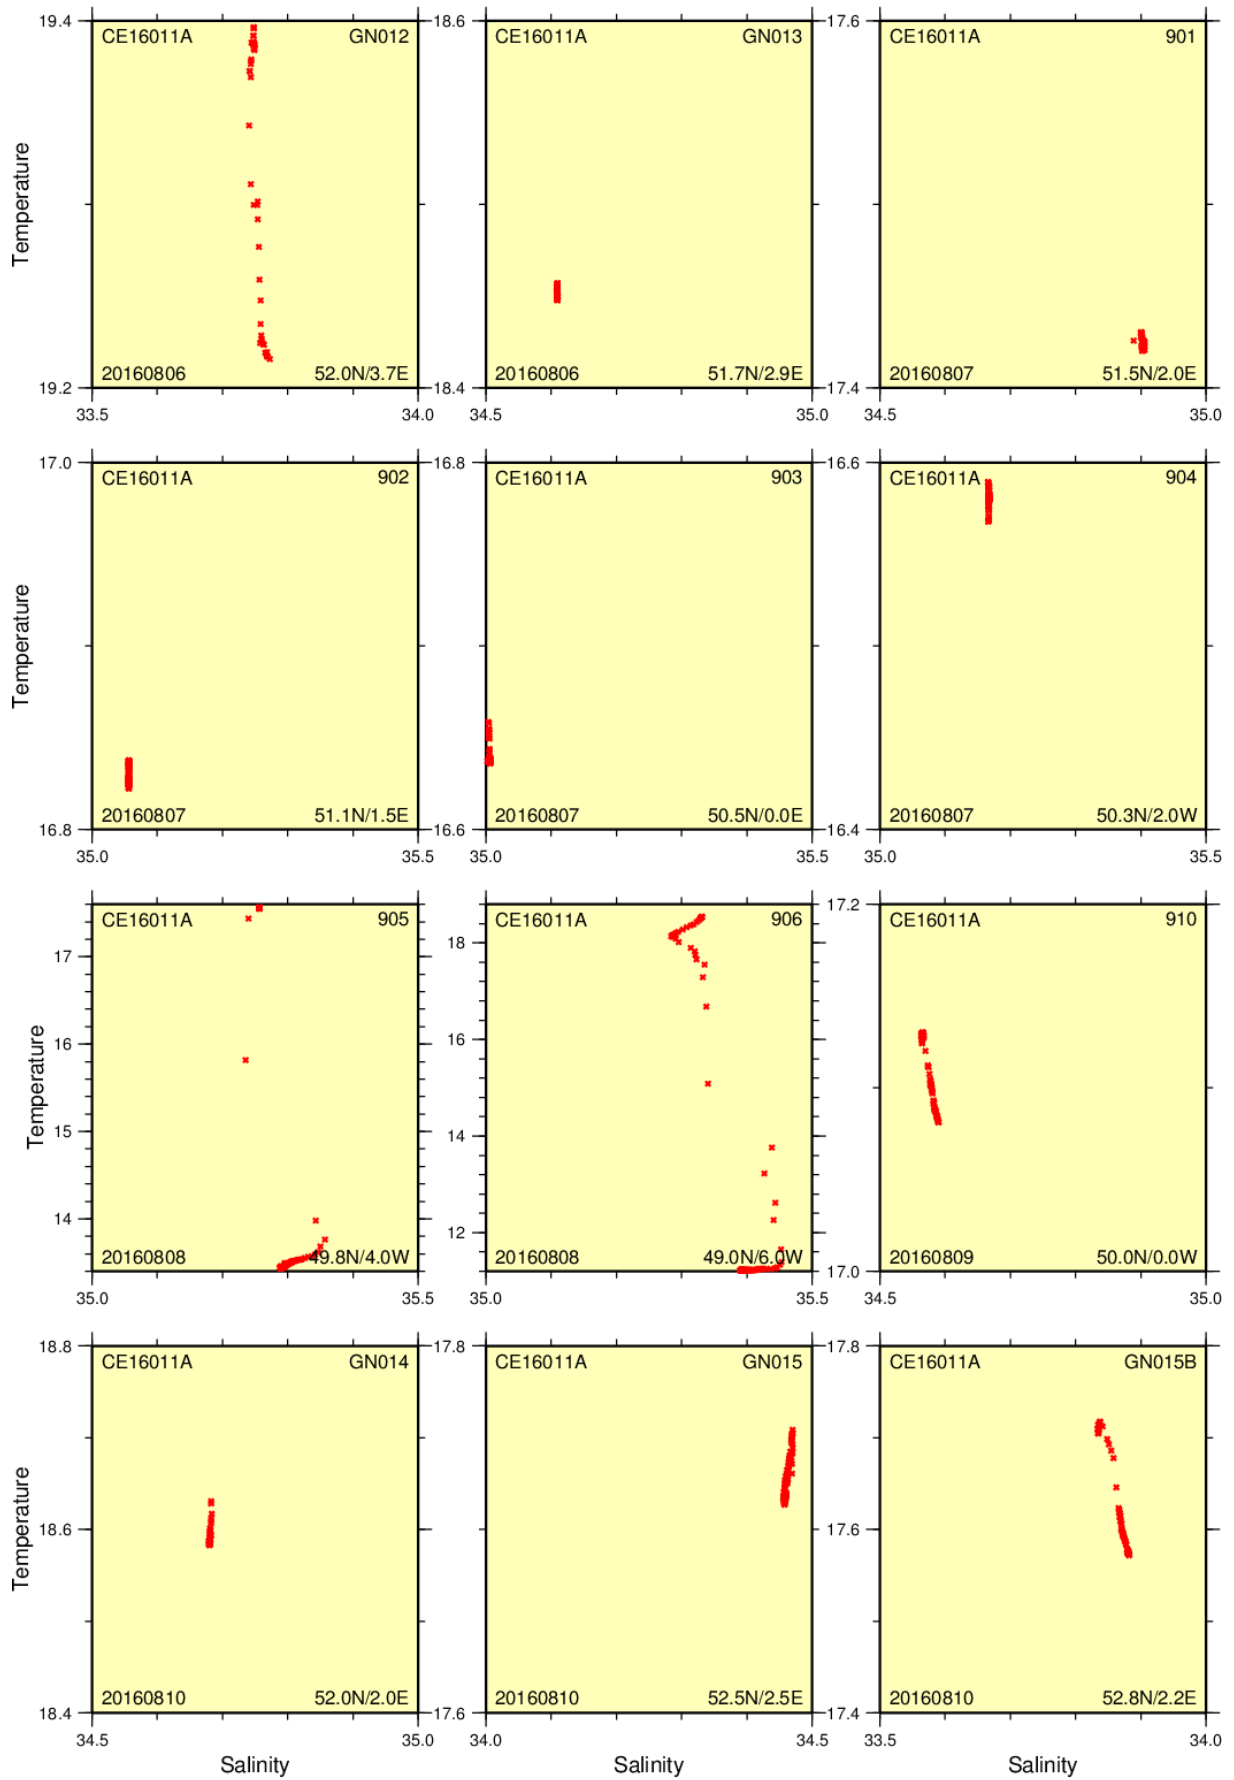 19.4
CE16011A GN012
Temperature
20160806 52.0N/3.7E
19.2
33.5 34.0
18.6
CE16011A GN013
20160806 51.7N/2.9E
18.4
34.5 35.0
17.6
CE16011A 901
20160807 51.5N/2.0E
17.4
34.5 35.0
17.0
CE16011A 902
Temperature
20160807 51.1N/1.5E
16.8
35.0 35.5
16.8
CE16011A 903
20160807 50.5N/0.0E
16.6
35.0 35.5
16.6
CE16011A 904
20160807 50.3N/2.0W
16.4
35.0 35.5
CE16011A 905
17
16
Temperature
15
14
20160808 49.8N/4.0W
35.0 35.5
CE16011A 906
18
16
14
12
20160808 49.0N/6.0W
35.0 35.5
17.2
CE16011A 910
20160809 50.0N/0.0W
17.0
34.5 35.0
18.8
CE16011A GN014
18.6
Temperature
20160810 52.0N/2.0E
18.4
34.5 35.0
Salinity
17.8
CE16011A GN015
20160810 52.5N/2.5E
17.6
34.0 34.5
Salinity
17.8
CE16011A GN015B
17.6
20160810 52.8N/2.2E
17.4
33.5 34.0
Salinity